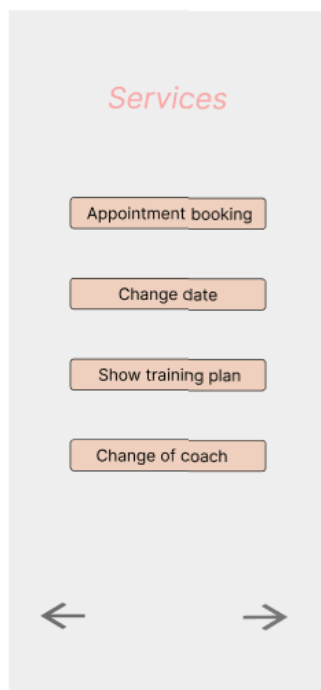 Services
Appointment booking
Change date
Show training plan
Change of coach